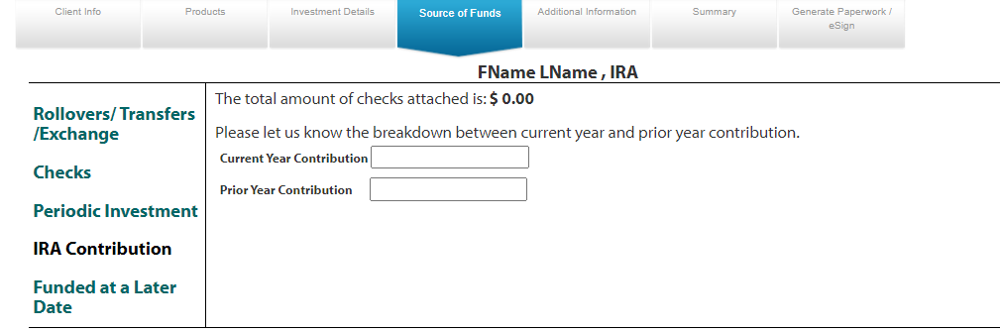 Client Info
Products
Investment Details
Source of Funds
Additional Information
Summary
Generate Paperwork /
eSign
FName LName , IRA
Rollovers/ Transfers
/Exchange
Checks
Periodic Investment
IRA Contribution
Funded at a Later
Date
The total amount of checks attached is: $ 0.00
Please let us know the breakdown between current year and prior year contribution.
Current Year Contribution
Prior Year Contribution